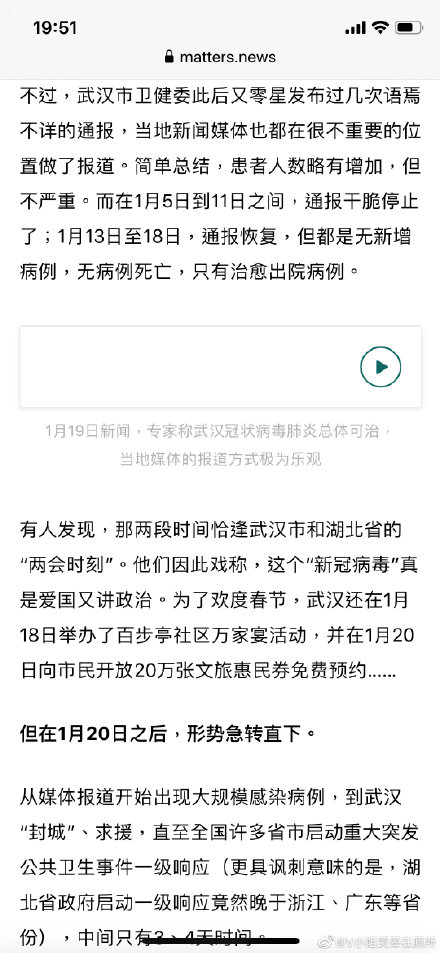 19:51
matters.news
不过，武汉市卫健委此后又零星发布过几次语焉
不详的通报，当地新闻媒体也都在很不重要的位
置做了报道。简单总结，患者人数略有增加，但
不严重。而在1月5日到11日之间，通报干脆停止
了；1月13日至18日，通报恢复，但都是无新增
病例，无病例死亡，只有治愈出院病例。
1月19日新闻，专家称武汉冠状病毒肺炎总体可治，
当地媒体的报道方式极为乐观
有人发现，那两段时间恰逢武汉市和湖北省的
“两会时刻”。他们因此戏称，这个“新冠病毒”真
是爱国又讲政治。为了欢度春节，武汉还在1月
18日举办了百步亭社区万家宴活动，并在1月20
日向市民开放20万张文旅惠民券免费预约……
但在1月20日之后，形势急转直下。
从媒体报道开始出现大规模感染病例，到武汉
“封城”、求援，直至全国许多省市启动重大突发
公共卫生事件一级响应（更具讽刺意味的是，湖
北省政府启动一级响应竟然晚于浙江、广东等省
份），中间只有3、4天时间。